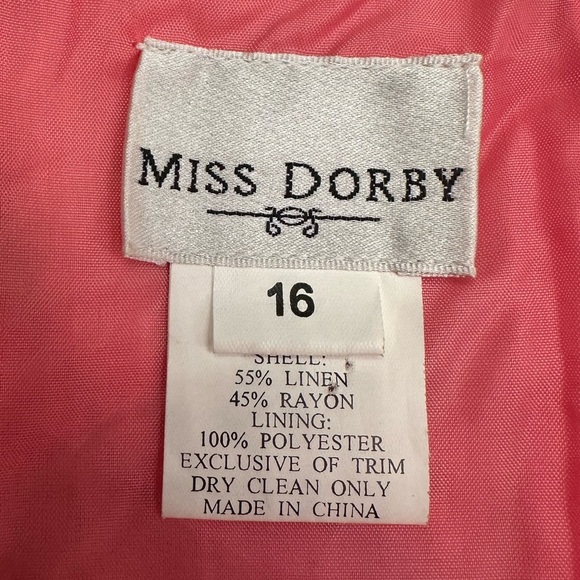 MISS DORBY
16
SHELL:
55% LINEN
45% RAYON
LINING:
100% POLYESTER
EXCLUSIVE OF TRIM
DRY CLEAN ONLY
MADE IN CHINA